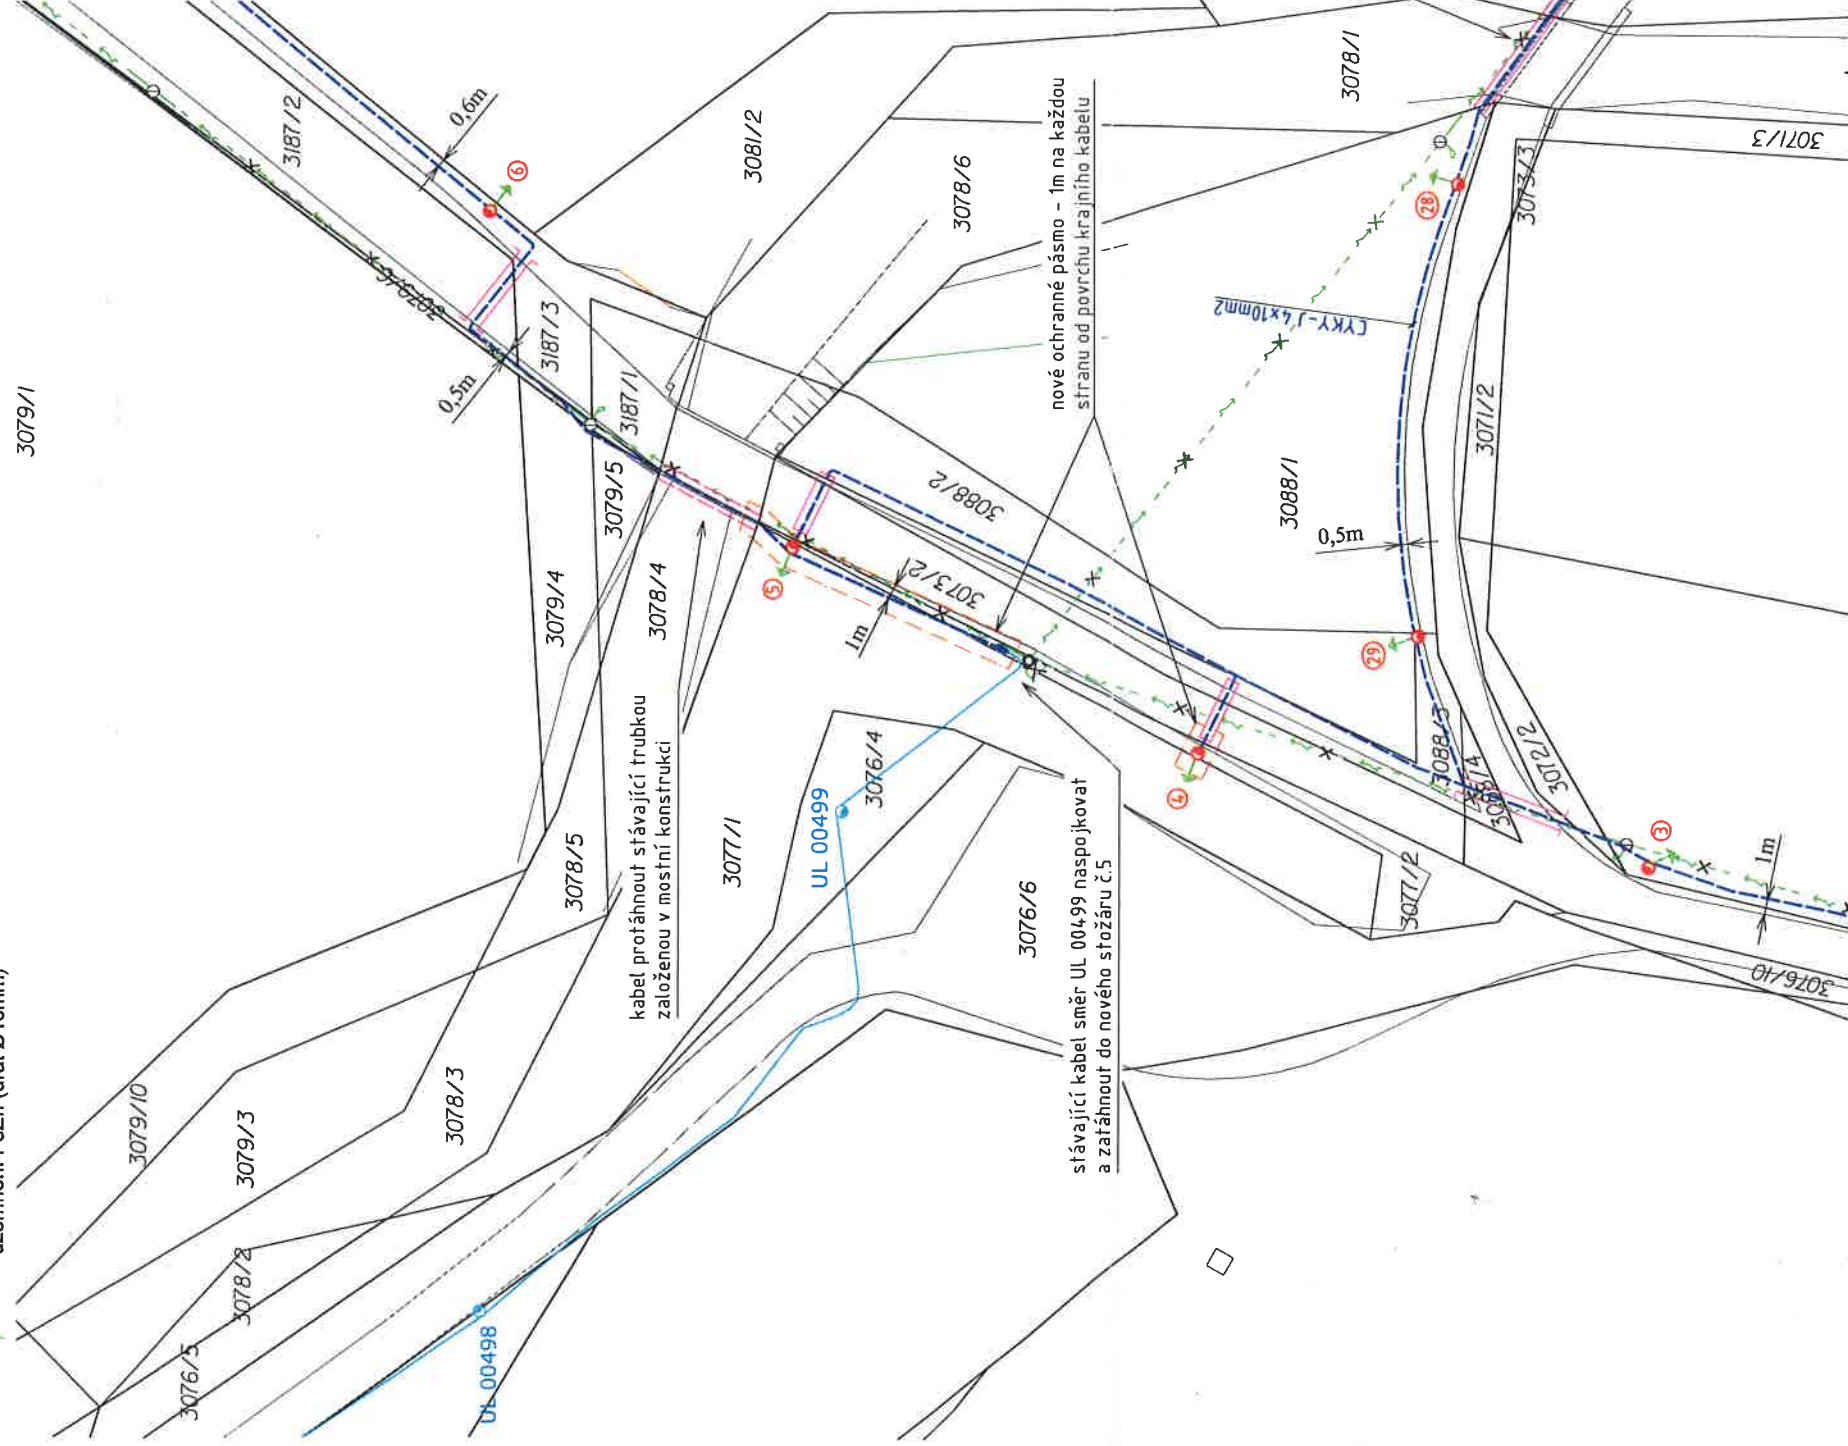 3079/1
3187/2
0,6m
6
3081/2
3079/6
3187/3
0,5m
3187/1
3078/6
3078/1
3071/3
3073/3
28
nové ochranné pásmo - 1m na každou
stranu od povrchu krajního kabelu
CYKY-J 4x10mm2
3079/5
3079/4
3078/4
5
3088/2
3073/2
1m
3088/1
0,5m
3071/2
29
kabel protáhnout stávající trubkou
založenou v mostní konstrukci
3078/5
3077/1
UL 00499
3076/4
4
3088/3
3072/2
3
1m
3077/2
3076/6
3076/10
stávající kabel směr UL 00499 naspojkovat
a zatáhnout do nového stožáru č.5
3079/10
3079/3
3078/3
3078/2
3076/5
UL 00498